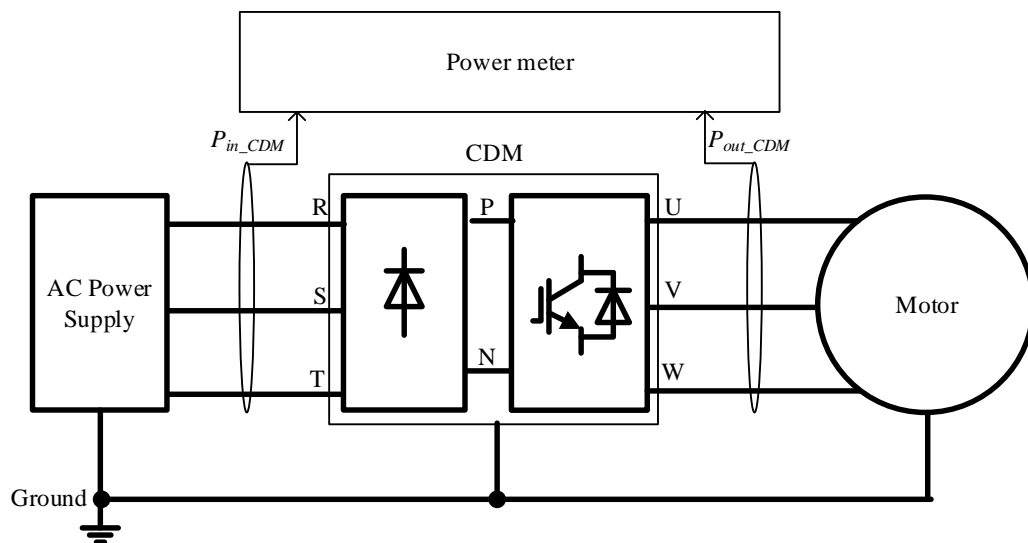 Power meter
P_in_CDM
P_out_CDM
CDM
R
P
U
AC Power
Supply
S
V
Motor
N
T
W
Ground